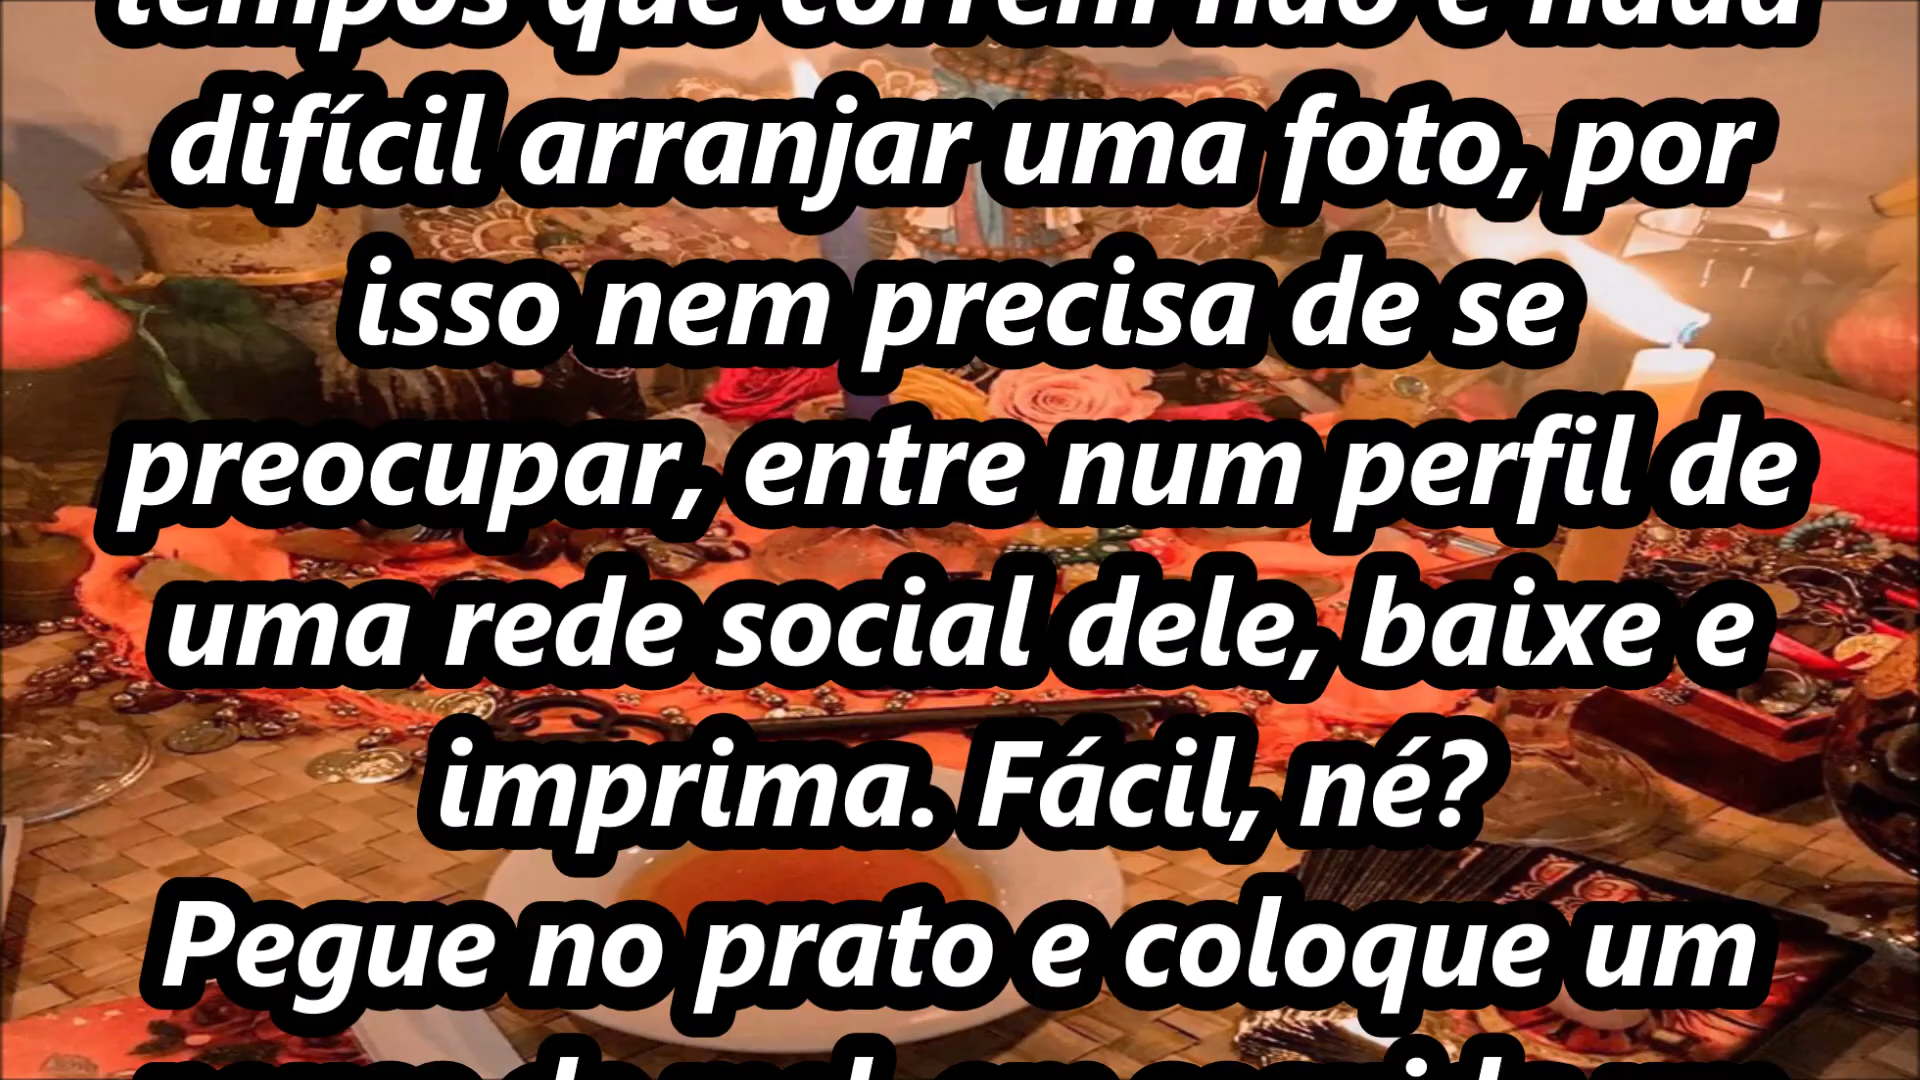 tempos que correm não é nada
difícil arranjar uma foto, por
isso nem precisa de se
preocupar, entre num perfil de
uma rede social dele, baixe e
imprima. Fácil, né?
Pegue no prato e coloque um